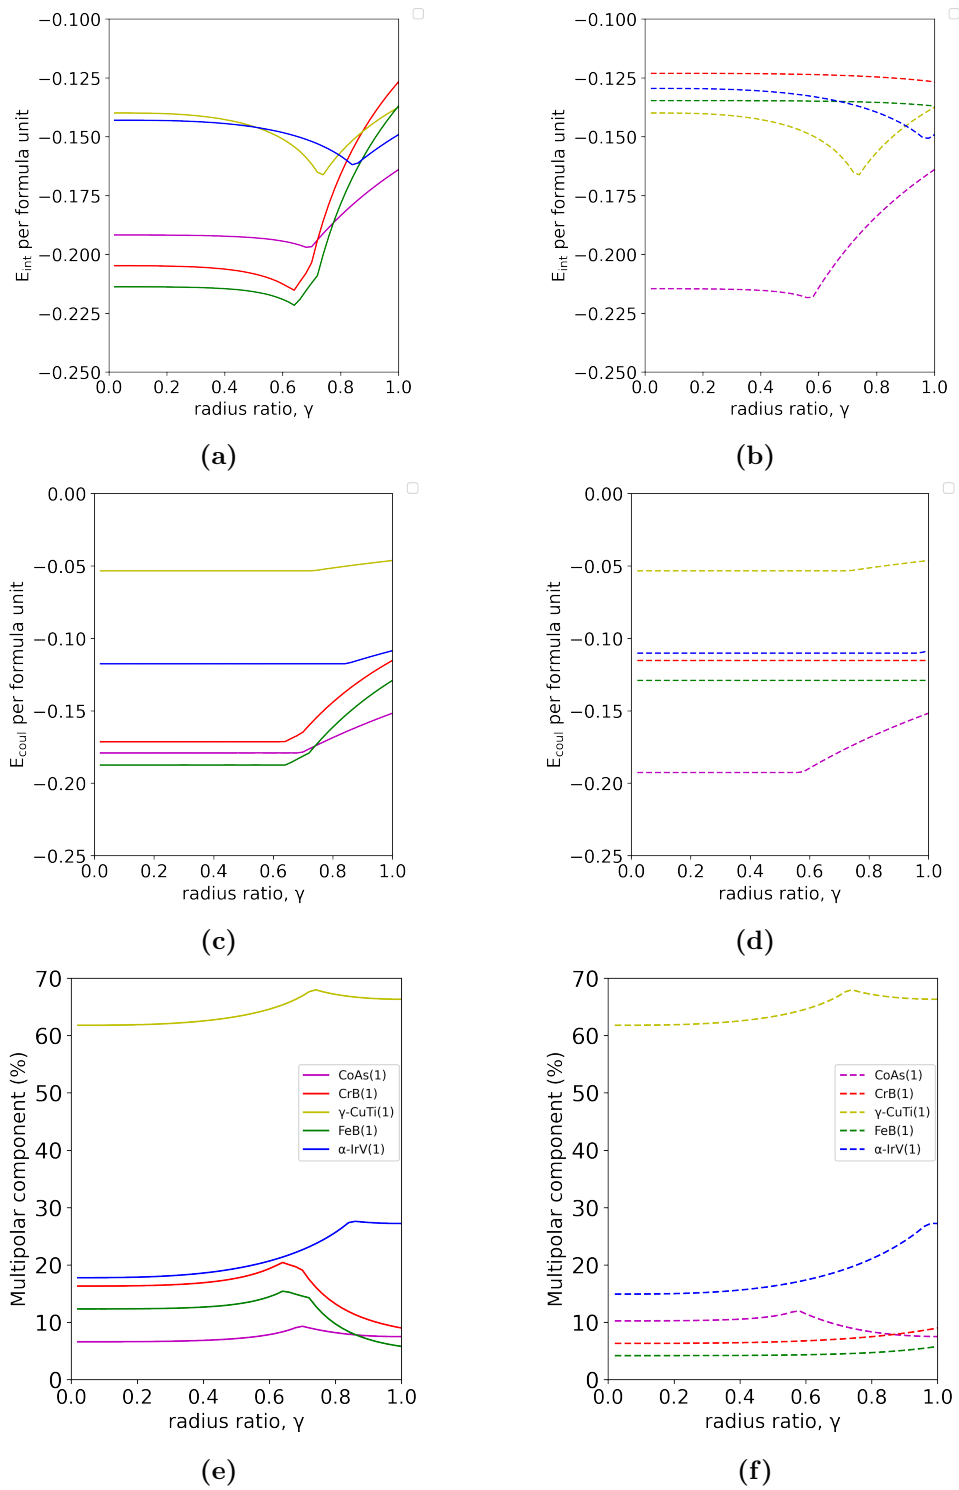 −0.100
−0.125
−0.150
−0.175
−0.200
−0.225
−0.250
0.0 0.2 0.4 0.6 0.8 1.0
E_int per formula unit
radius ratio, γ
(a)
−0.100
−0.125
−0.150
−0.175
−0.200
−0.225
−0.250
0.0 0.2 0.4 0.6 0.8 1.0
E_int per formula unit
radius ratio, γ
(b)
0.00
−0.05
−0.10
−0.15
−0.20
−0.25
0.0 0.2 0.4 0.6 0.8 1.0
E_coul per formula unit
radius ratio, γ
(c)
0.00
−0.05
−0.10
−0.15
−0.20
−0.25
0.0 0.2 0.4 0.6 0.8 1.0
E_coul per formula unit
radius ratio, γ
(d)
70
60
50
40
30
20
10
0
0.0 0.2 0.4 0.6 0.8 1.0
Multipolar component (%)
CoAs(1)
CrB(1)
γ-CuTi(1)
FeB(1)
α-IrV(1)
radius ratio, γ
(e)
70
60
50
40
30
20
10
0
0.0 0.2 0.4 0.6 0.8 1.0
Multipolar component (%)
CoAs(1)
CrB(1)
γ-CuTi(1)
FeB(1)
α-IrV(1)
radius ratio, γ
(f)